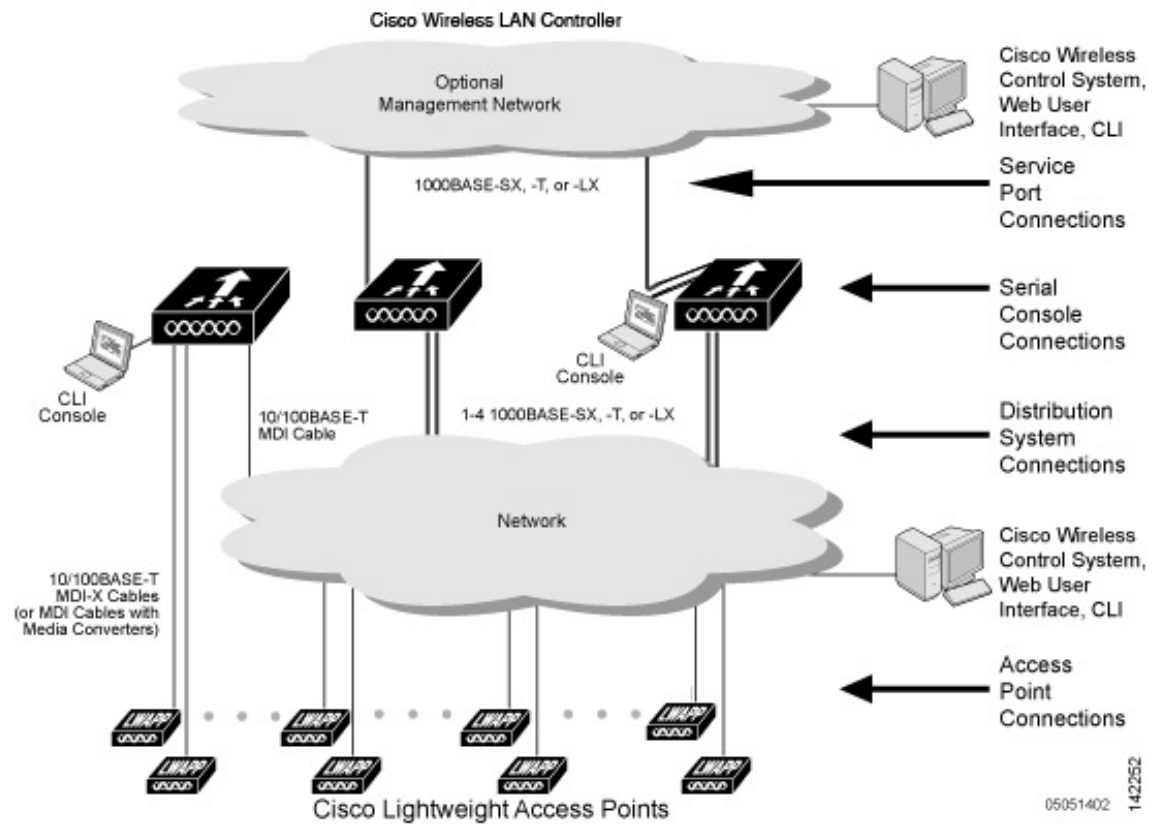 Cisco Wireless LAN Controller
Optional
Management Network
Cisco Wireless
Control System,
Web User
Interface, CLI
1000BASE-SX, -T, or -LX
Service
Port
Connections
Serial
Console
Connections
CLI
Console
CLI
Console
10/100BASE-T
MDI Cable
1-4 1000BASE-SX, -T, or -LX
Distribution
System
Connections
Network
Cisco Wireless
Control System,
Web User
Interface, CLI
10/100BASE-T
MDI-X Cables
(or MDI Cables with
Media Converters)
Access
Point
Connections
LWAPP
LWAPP
LWAPP
LWAPP
LWAPP
LWAPP
LWAPP
LWAPP
Cisco Lightweight Access Points
05051402
142252